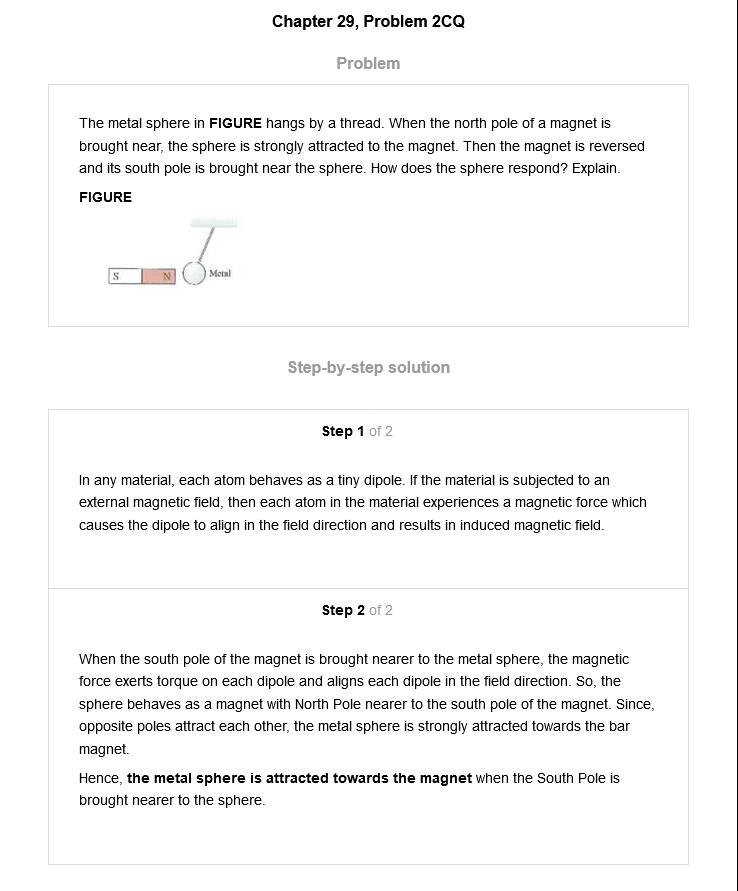 Chapter 29, Problem 2CQ
Problem
The metal sphere in FIGURE hangs by a thread. When the north pole of a magnet is
brought near, the sphere is strongly attracted to the magnet. Then the magnet is reversed
and its south pole is brought near the sphere. How does the sphere respond? Explain.
FIGURE
S N Metal
Step-by-step solution
Step 1 of 2
In any material, each atom behaves as a tiny dipole. If the material is subjected to an
external magnetic field, then each atom in the material experiences a magnetic force which
causes the dipole to align in the field direction and results in induced magnetic field.
Step 2 of 2
When the south pole of the magnet is brought nearer to the metal sphere, the magnetic
force exerts torque on each dipole and aligns each dipole in the field direction. So, the
sphere behaves as a magnet with North Pole nearer to the south pole of the magnet. Since,
opposite poles attract each other, the metal sphere is strongly attracted towards the bar
magnet.
Hence, the metal sphere is attracted towards the magnet when the South Pole is
brought nearer to the sphere.